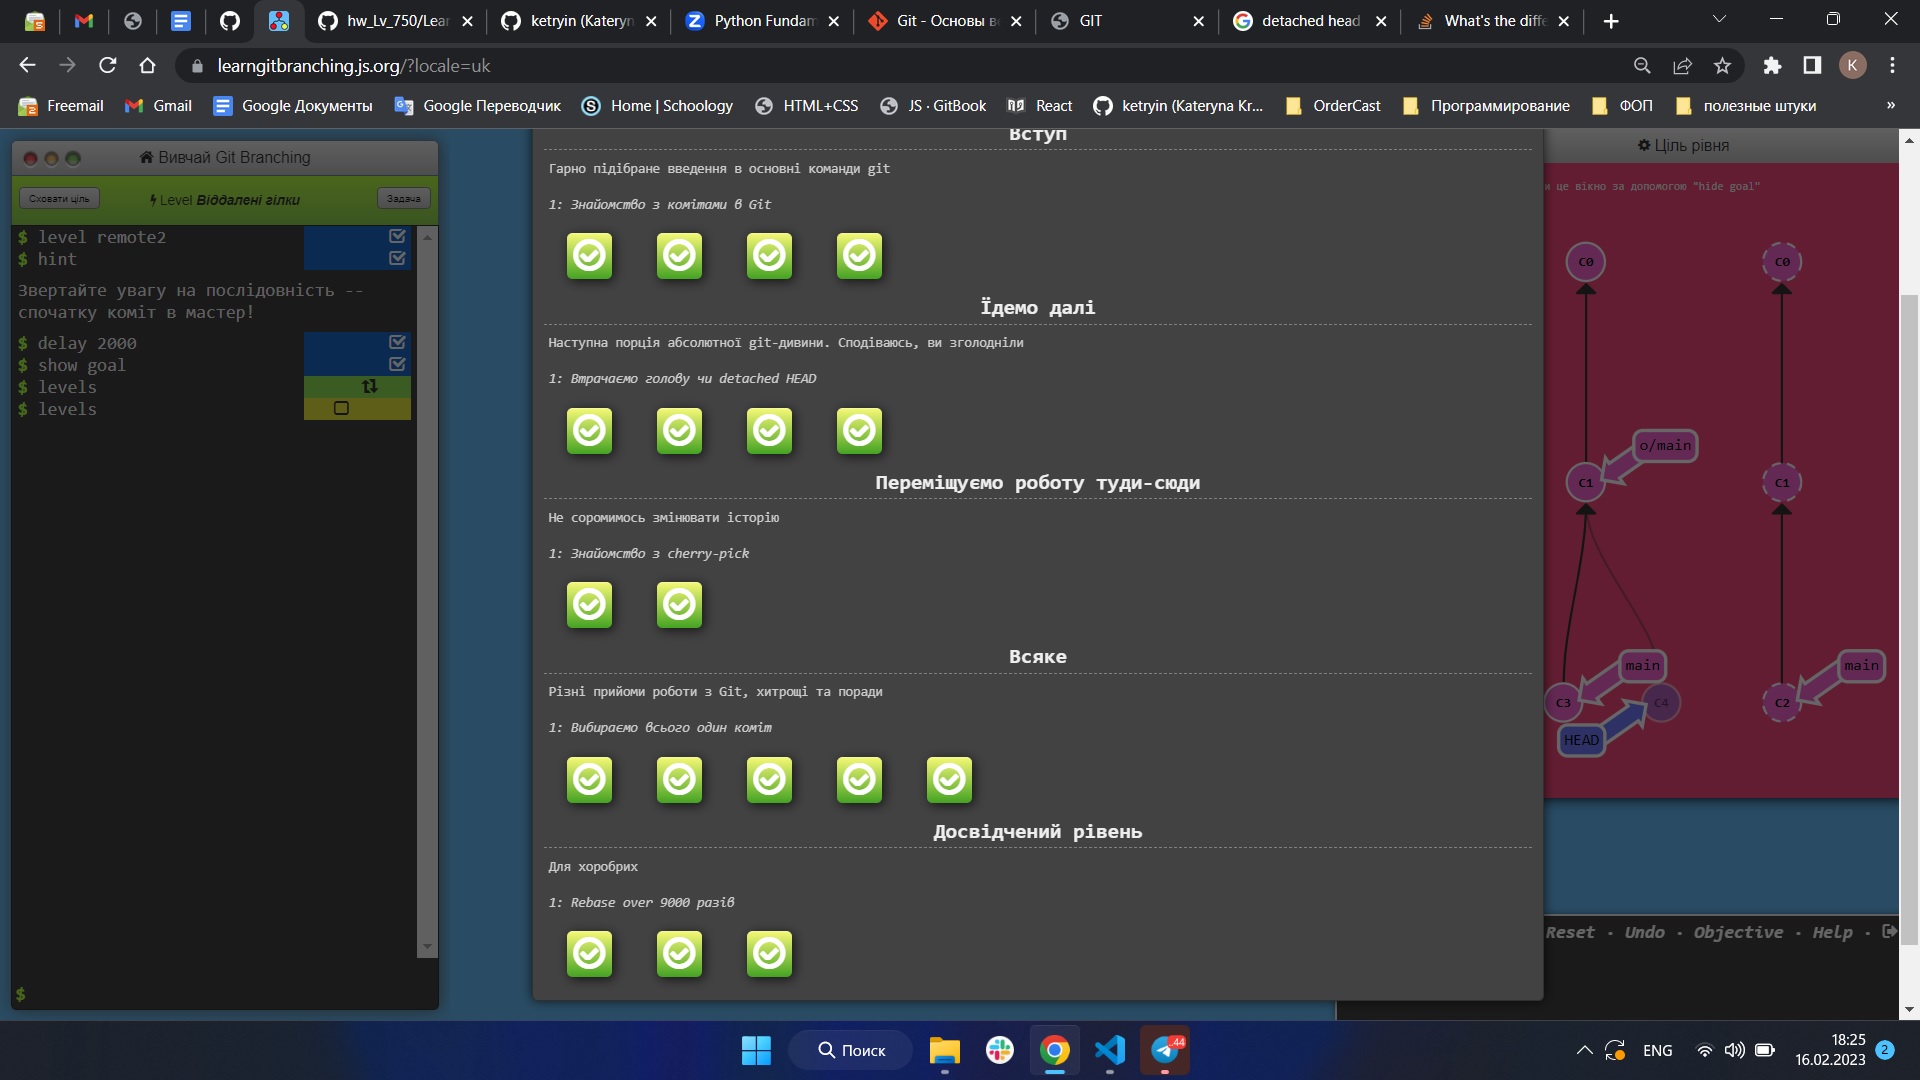 hw_Lv_750/Lear
ketryin (Kateryn
Python Fundam
Git - Основы ве
GIT
detached head
What's the diffe
learngitbranching.js.org/?locale=uk
K
Freemail
Gmail
Google Документы
Google Переводчик
Home | Schoology
HTML+CSS
JS · GitBook
React
ketryin (Kateryna Kr...
OrderCast
Программирование
ФОП
полезные штуки
»
Вивчай Git Branching
Сховати ціль
Level Віддалені гілки
Задача
$ level remote2
$ hint
Звертайте увагу на послідовність --
спочатку коміт в мастер!
$ delay 2000
$ show goal
$ levels
$ levels
$
Вступ
Гарно підібране введення в основні команди git
1: Знайомство з комітами в Git
Їдемо далі
Наступна порція абсолютної git-дивини. Сподіваюсь, ви зголодніли
1: Втрачаємо голову чи detached HEAD
Переміщуємо роботу туди-сюди
Не соромимось змінювати історію
1: Знайомство з cherry-pick
Всяке
Різні прийоми роботи з Git, хитрощі та поради
1: Вибираємо всього один коміт
Досвідчений рівень
Для хоробрих
1: Rebase over 9000 разів
Ціль рівня
и це вікно за допомогою "hide goal"
C0
C0
o/main
C1
C1
main
main
C3
C4
C2
HEAD
Reset · Undo · Objective · Help ·
Поиск
44
ENG
18:25
16.02.2023
2